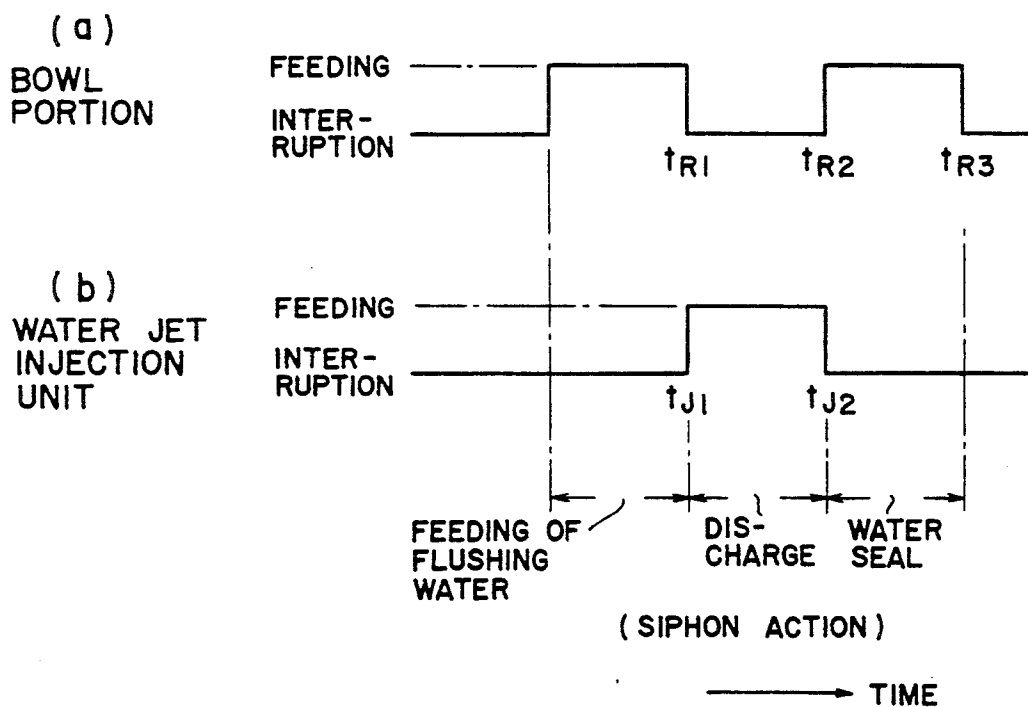 (a)
BOWL
PORTION
FEEDING
INTER-
RUPTION
tR1
tR2
tR3
(b)
WATER JET
INJECTION
UNIT
FEEDING
INTER-
RUPTION
tJ1
tJ2
FEEDING OF
FLUSHING
WATER
DIS-
CHARGE
WATER
SEAL
(SIPHON ACTION)
TIME